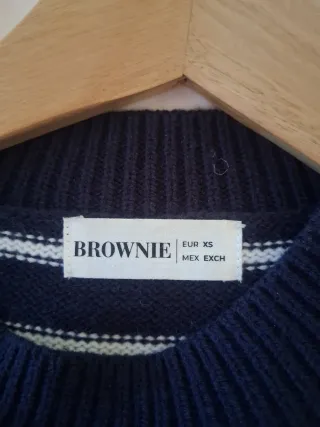 BROWNIE
EUR XS
MEX EXCH